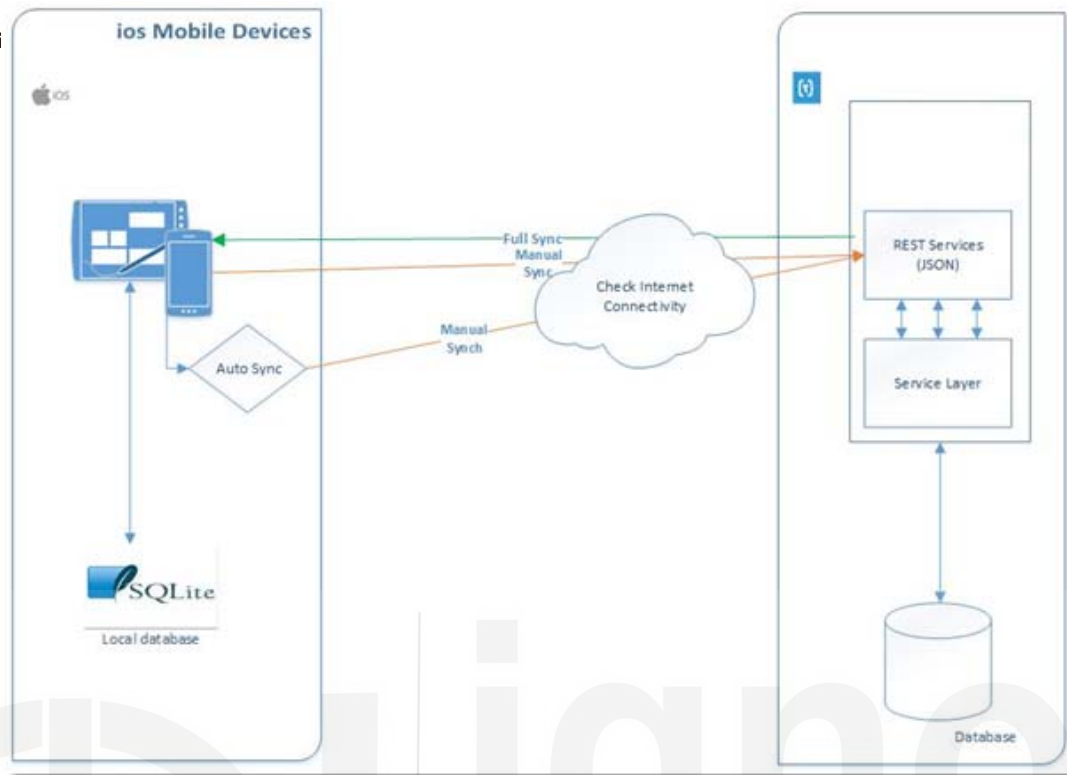 i
ios Mobile Devices
iOS
{τ}
Full Sync
Manual
Sync
Check Internet
Connectivity
REST Services
(JSON)
Manual
Synch
Auto Sync
Service Layer
SQLite
Local database
Database
igno